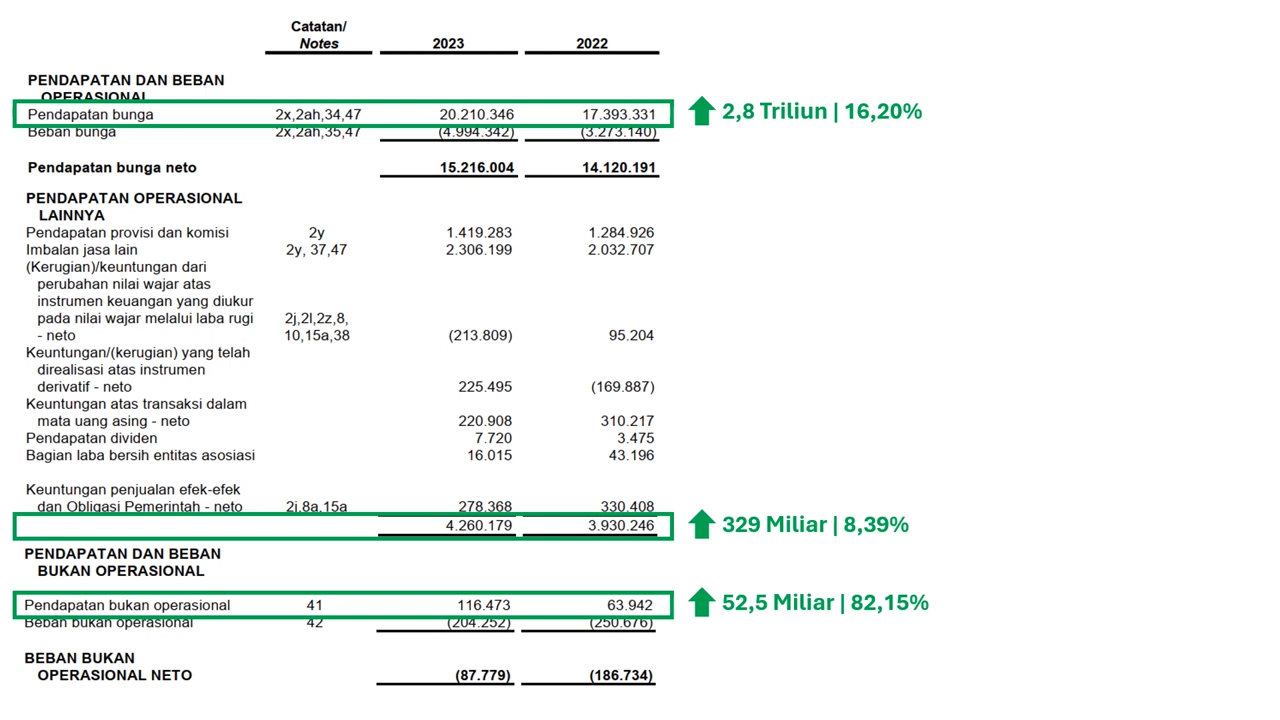 Catatan/
Notes 2023 2022
PENDAPATAN DAN BEBAN
OPERASIONAL
Pendapatan bunga 2x,2ah,34,47 20.210.346 17.393.331 2,8 Triliun | 16,20%
Beban bunga 2x,2ah,35,47 (4.994.342) (3.273.140)
Pendapatan bunga neto 15.216.004 14.120.191
PENDAPATAN OPERASIONAL
LAINNYA
Pendapatan provisi dan komisi 2y 1.419.283 1.284.926
Imbalan jasa lain 2y, 37,47 2.306.199 2.032.707
(Kerugian)/keuntungan dari
perubahan nilai wajar atas
instrumen keuangan yang diukur
pada nilai wajar melalui laba rugi 2j,2l,2z,8,
- neto 10,15a,38 (213.809) 95.204
Keuntungan/(kerugian) yang telah
direalisasi atas instrumen
derivatif - neto 225.495 (169.887)
Keuntungan atas transaksi dalam
mata uang asing - neto 220.908 310.217
Pendapatan dividen 7.720 3.475
Bagian laba bersih entitas asosiasi 16.015 43.196
Keuntungan penjualan efek-efek
dan Obligasi Pemerintah - neto 2j,8a,15a 278.368 330.408
4.260.179 3.930.246 329 Miliar | 8,39%
PENDAPATAN DAN BEBAN
BUKAN OPERASIONAL
Pendapatan bukan operasional 41 116.473 63.942 52,5 Miliar | 82,15%
Beban bukan operasional 42 (204.252) (250.676)
BEBAN BUKAN
OPERASIONAL NETO (87.779) (186.734)